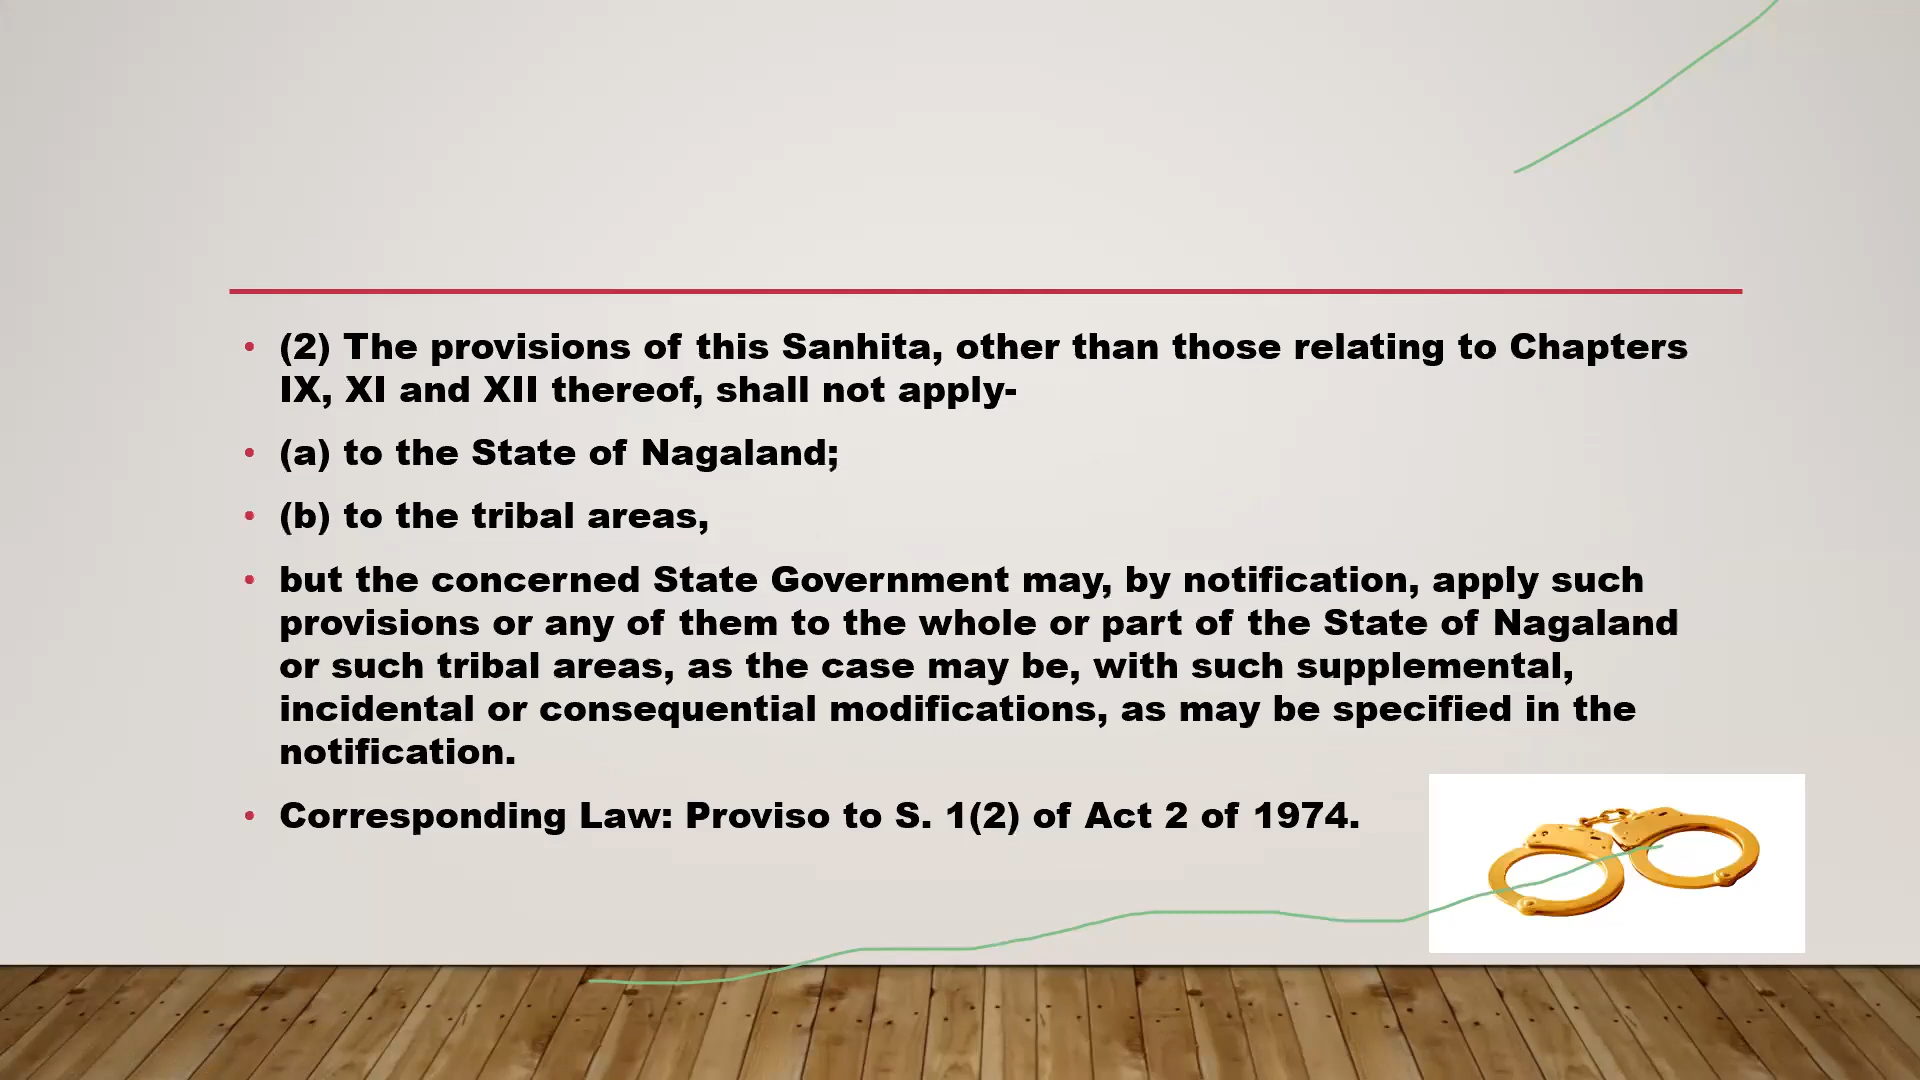 • (2) The provisions of this Sanhita, other than those relating to Chapters
IX, XI and XII thereof, shall not apply-
• (a) to the State of Nagaland;
• (b) to the tribal areas,
• but the concerned State Government may, by notification, apply such
provisions or any of them to the whole or part of the State of Nagaland
or such tribal areas, as the case may be, with such supplemental,
incidental or consequential modifications, as may be specified in the
notification.
• Corresponding Law: Proviso to S. 1(2) of Act 2 of 1974.